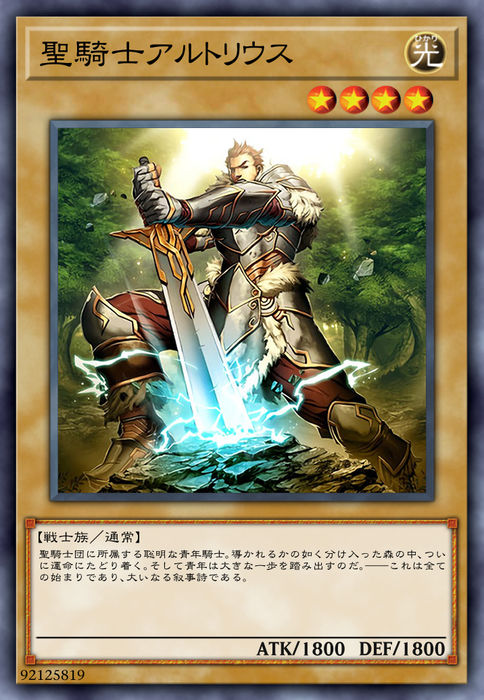 聖騎士アルトリウス
ひかり
光
【戦士族／通常】
聖騎士団に所属する聡明な青年騎士。導かれるかの如く分け入った森の中、つい
に運命にたどり着く。そして青年は大きな一歩を踏み出すのだ。――これは全て
の始まりであり、大いなる叙事詩である。
ATK/1800 DEF/1800
92125819